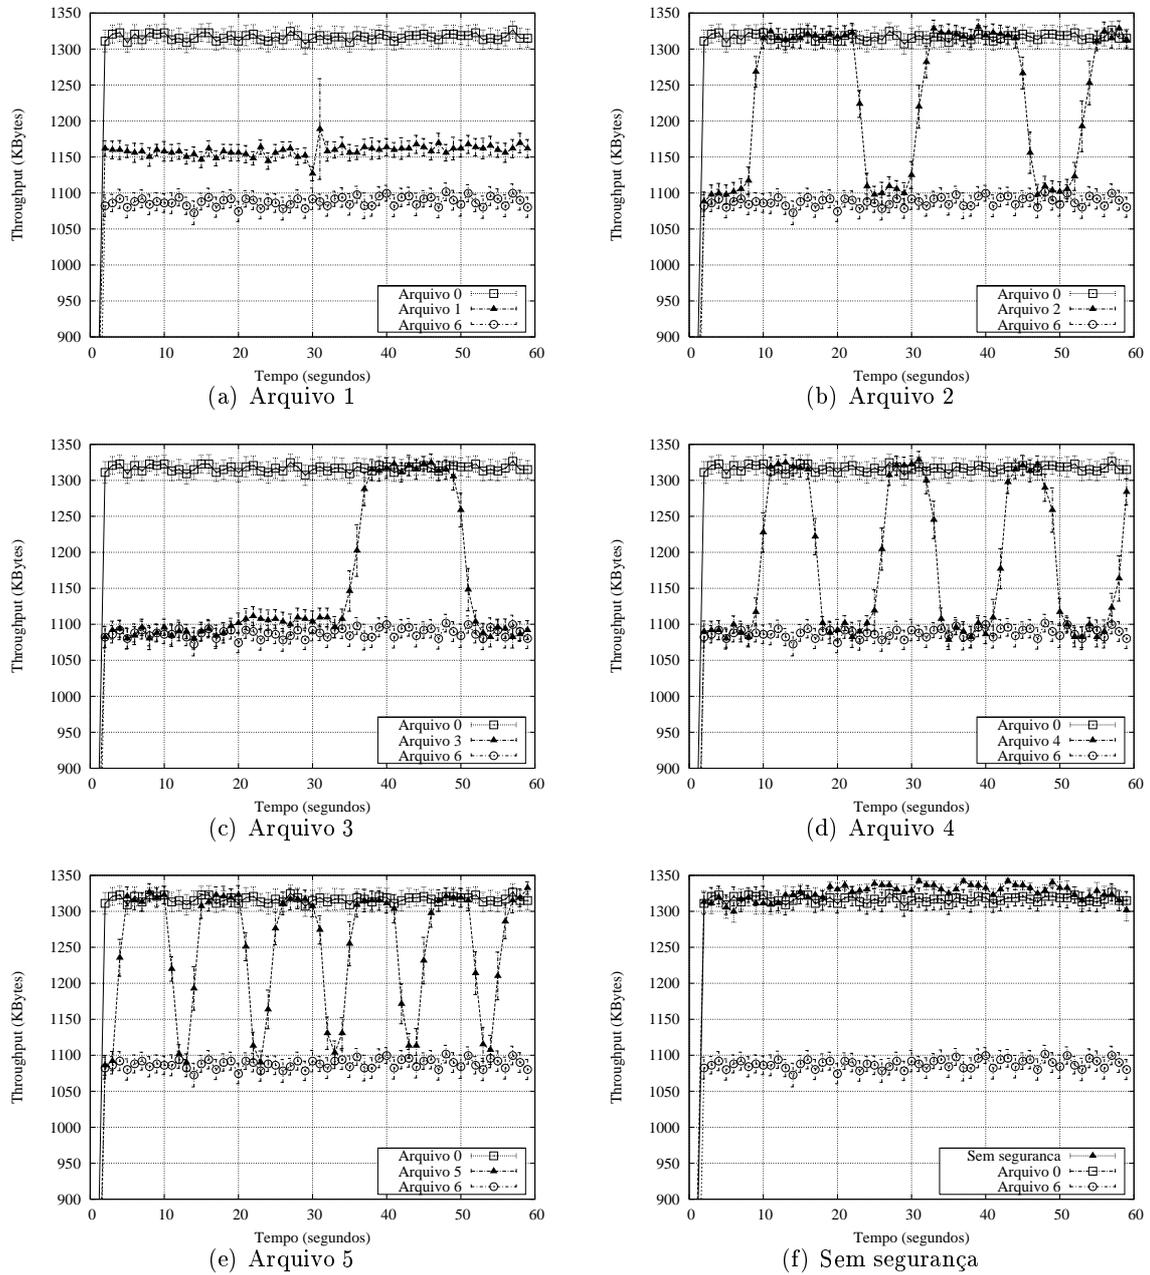 1350
1300
1250
1200
1150
1100
1050
1000
950
900
Throughput (KBytes)
0 10 20 30 40 50 60
Tempo (segundos)
Arquivo 0
Arquivo 1
Arquivo 6
(a) Arquivo 1
1350
1300
1250
1200
1150
1100
1050
1000
950
900
Throughput (KBytes)
0 10 20 30 40 50 60
Tempo (segundos)
Arquivo 0
Arquivo 2
Arquivo 6
(b) Arquivo 2
1350
1300
1250
1200
1150
1100
1050
1000
950
900
Throughput (KBytes)
0 10 20 30 40 50 60
Tempo (segundos)
Arquivo 0
Arquivo 3
Arquivo 6
(c) Arquivo 3
1350
1300
1250
1200
1150
1100
1050
1000
950
900
Throughput (KBytes)
0 10 20 30 40 50 60
Tempo (segundos)
Arquivo 0
Arquivo 4
Arquivo 6
(d) Arquivo 4
1350
1300
1250
1200
1150
1100
1050
1000
950
900
Throughput (KBytes)
0 10 20 30 40 50 60
Tempo (segundos)
Arquivo 0
Arquivo 5
Arquivo 6
(e) Arquivo 5
1350
1300
1250
1200
1150
1100
1050
1000
950
900
Throughput (KBytes)
0 10 20 30 40 50 60
Tempo (segundos)
Sem seguranca
Arquivo 0
Arquivo 6
(f) Sem segurança